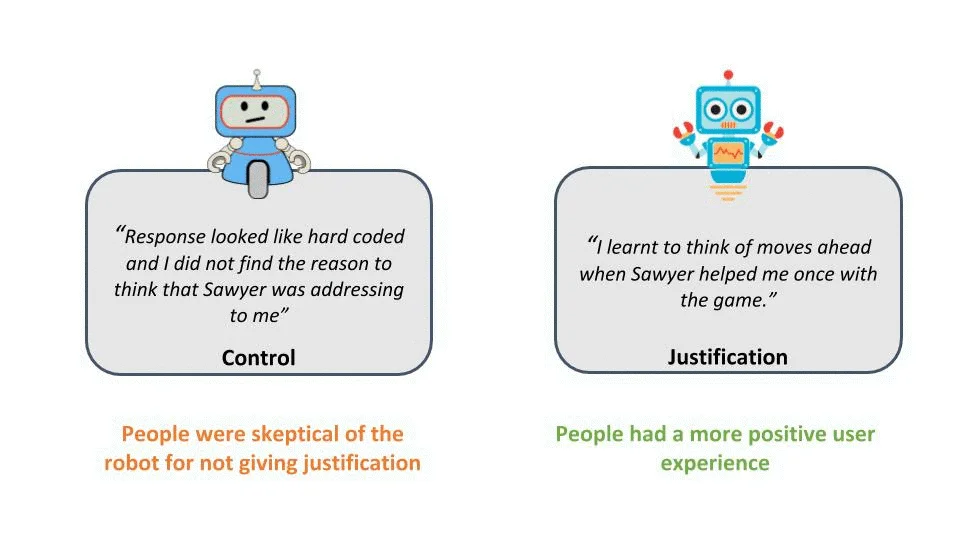 “Response looked like hard coded
and I did not find the reason to
think that Sawyer was addressing
to me”
Control
People were skeptical of the
robot for not giving justification
“I learnt to think of moves ahead
when Sawyer helped me once with
the game.”
Justification
People had a more positive user
experience